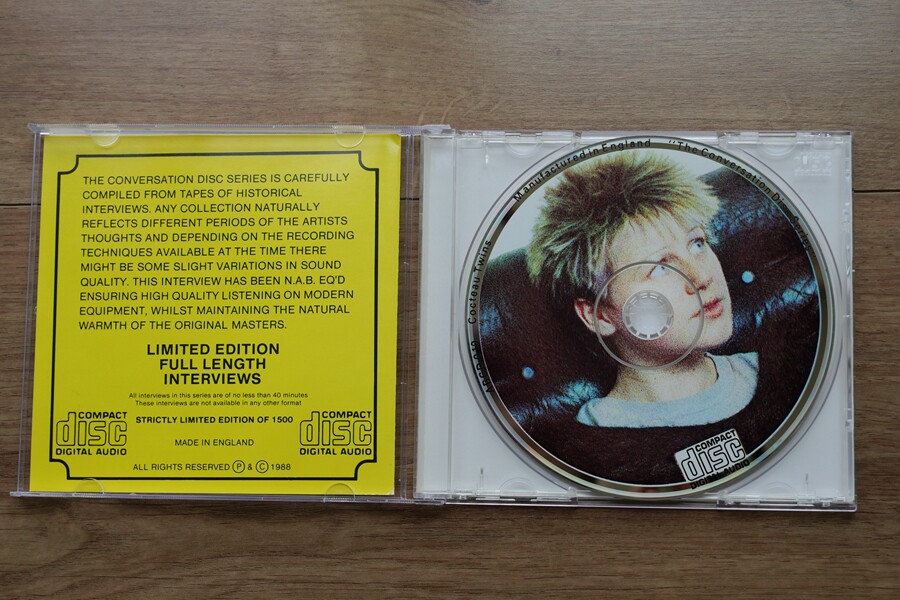 THE CONVERSATION DISC SERIES IS CAREFULLY
COMPILED FROM TAPES OF HISTORICAL
INTERVIEWS. ANY COLLECTION NATURALLY
REFLECTS DIFFERENT PERIODS OF THE ARTISTS
THOUGHTS AND DEPENDING ON THE RECORDING
TECHNIQUES AVAILABLE AT THE TIME THERE
MIGHT BE SOME SLIGHT VARIATIONS IN SOUND
QUALITY. THIS INTERVIEW HAS BEEN N.A.B. EQ'D
ENSURING HIGH QUALITY LISTENING ON MODERN
EQUIPMENT, WHILST MAINTAINING THE NATURAL
WARMTH OF THE ORIGINAL MASTERS.
LIMITED EDITION
FULL LENGTH
INTERVIEWS
All interviews in this series are of no less than 40 minutes
These interviews are not available in any other format
STRICTLY LIMITED EDITION OF 1500
COMPACT
disc
DIGITAL AUDIO
COMPACT
disc
DIGITAL AUDIO
MADE IN ENGLAND
ALL RIGHTS RESERVED Ⓟ & © 1988
Cocteau Twins
Manufactured in England
"The Conversation Disc Series"
COMPACT
disc
DIGITAL AUDIO